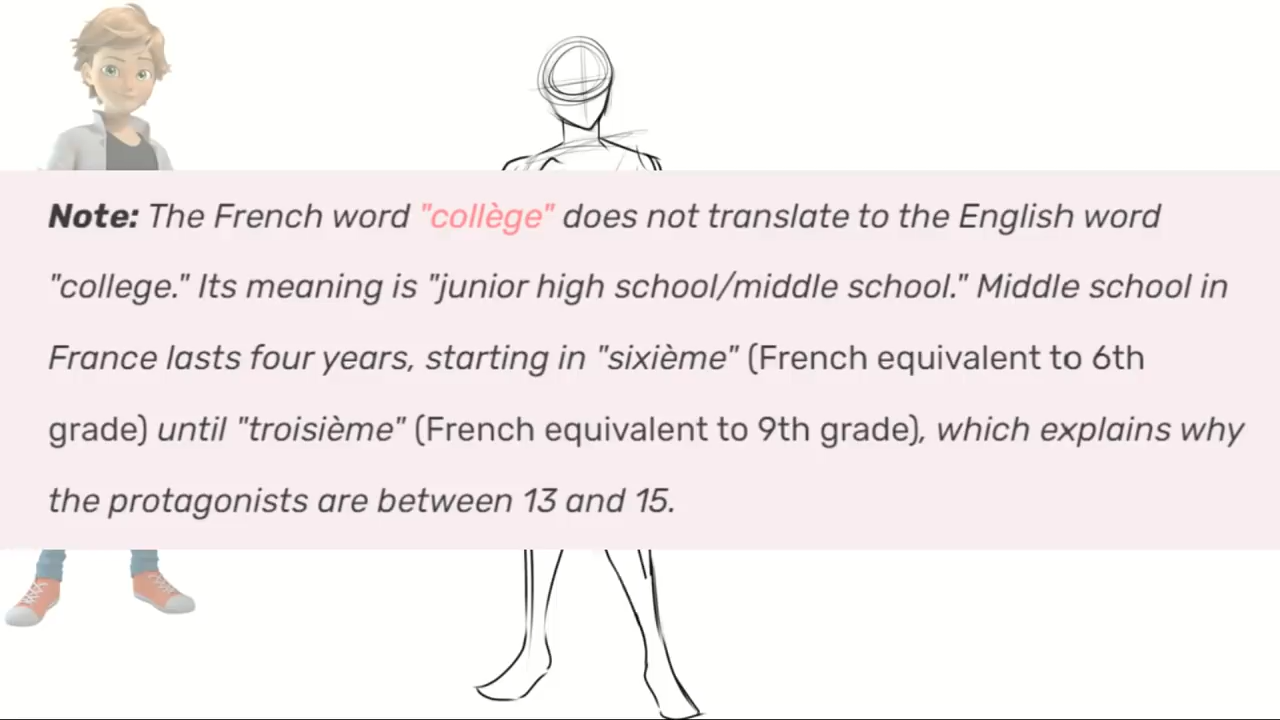 Note: The French word "collège" does not translate to the English word
"college." Its meaning is "junior high school/middle school." Middle school in
France lasts four years, starting in "sixième" (French equivalent to 6th
grade) until "troisième" (French equivalent to 9th grade), which explains why
the protagonists are between 13 and 15.